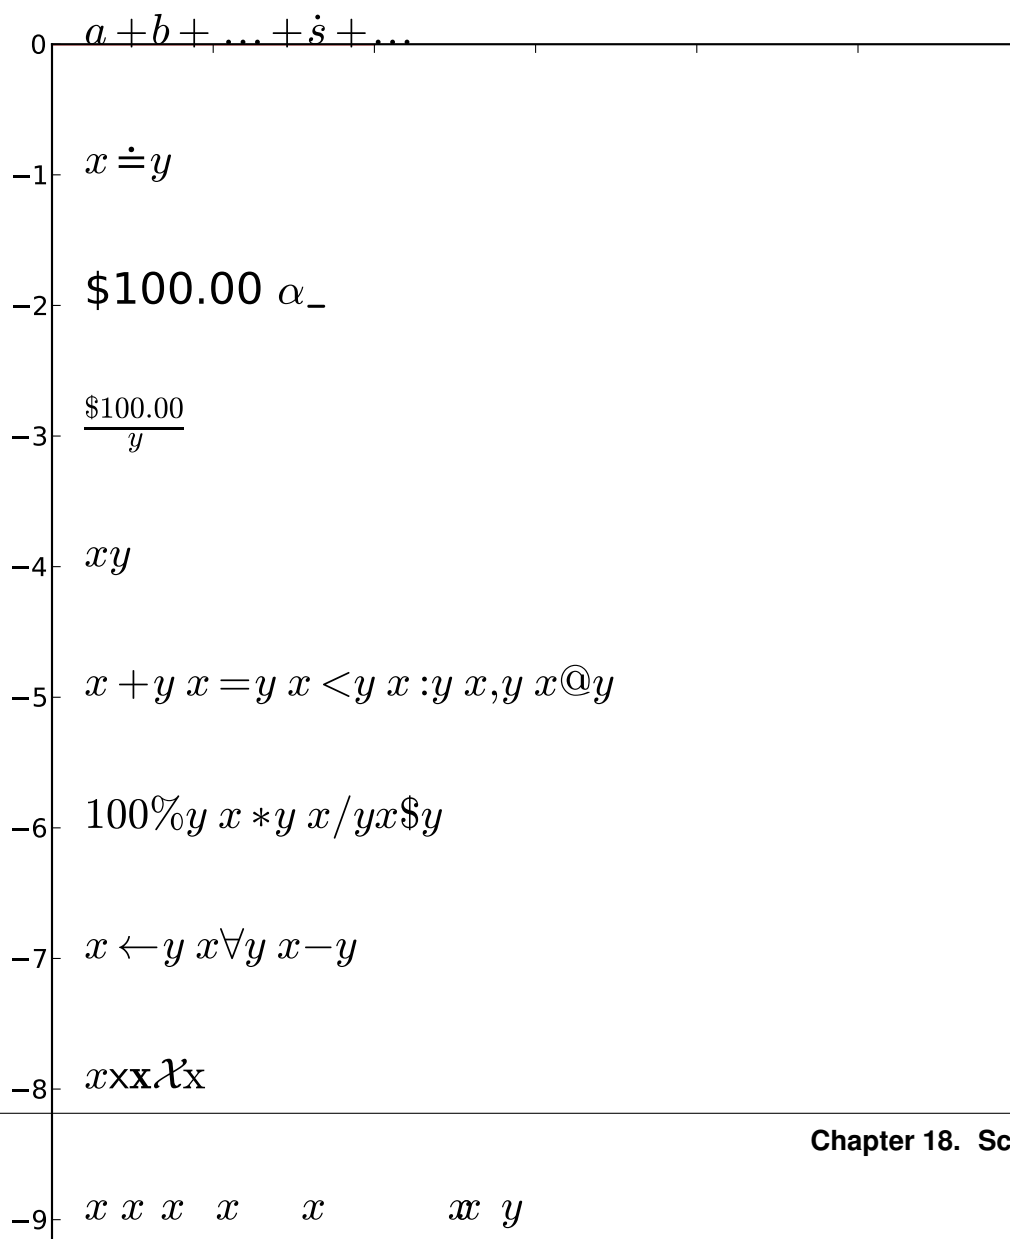 a + b + … + ṡ + …
0
−1 x ≐ y
−2 $100.00 α_
−3 $100.00
y
−4 xy
−5 x + y x = y x < y x : y x,y x@y
−6 100%y x ∗ y x/yx$y
−7 x ← y x∀y x−y
−8 xx𝐱𝒳x
Chapter 18. Sc
−9 x x x x x xx y